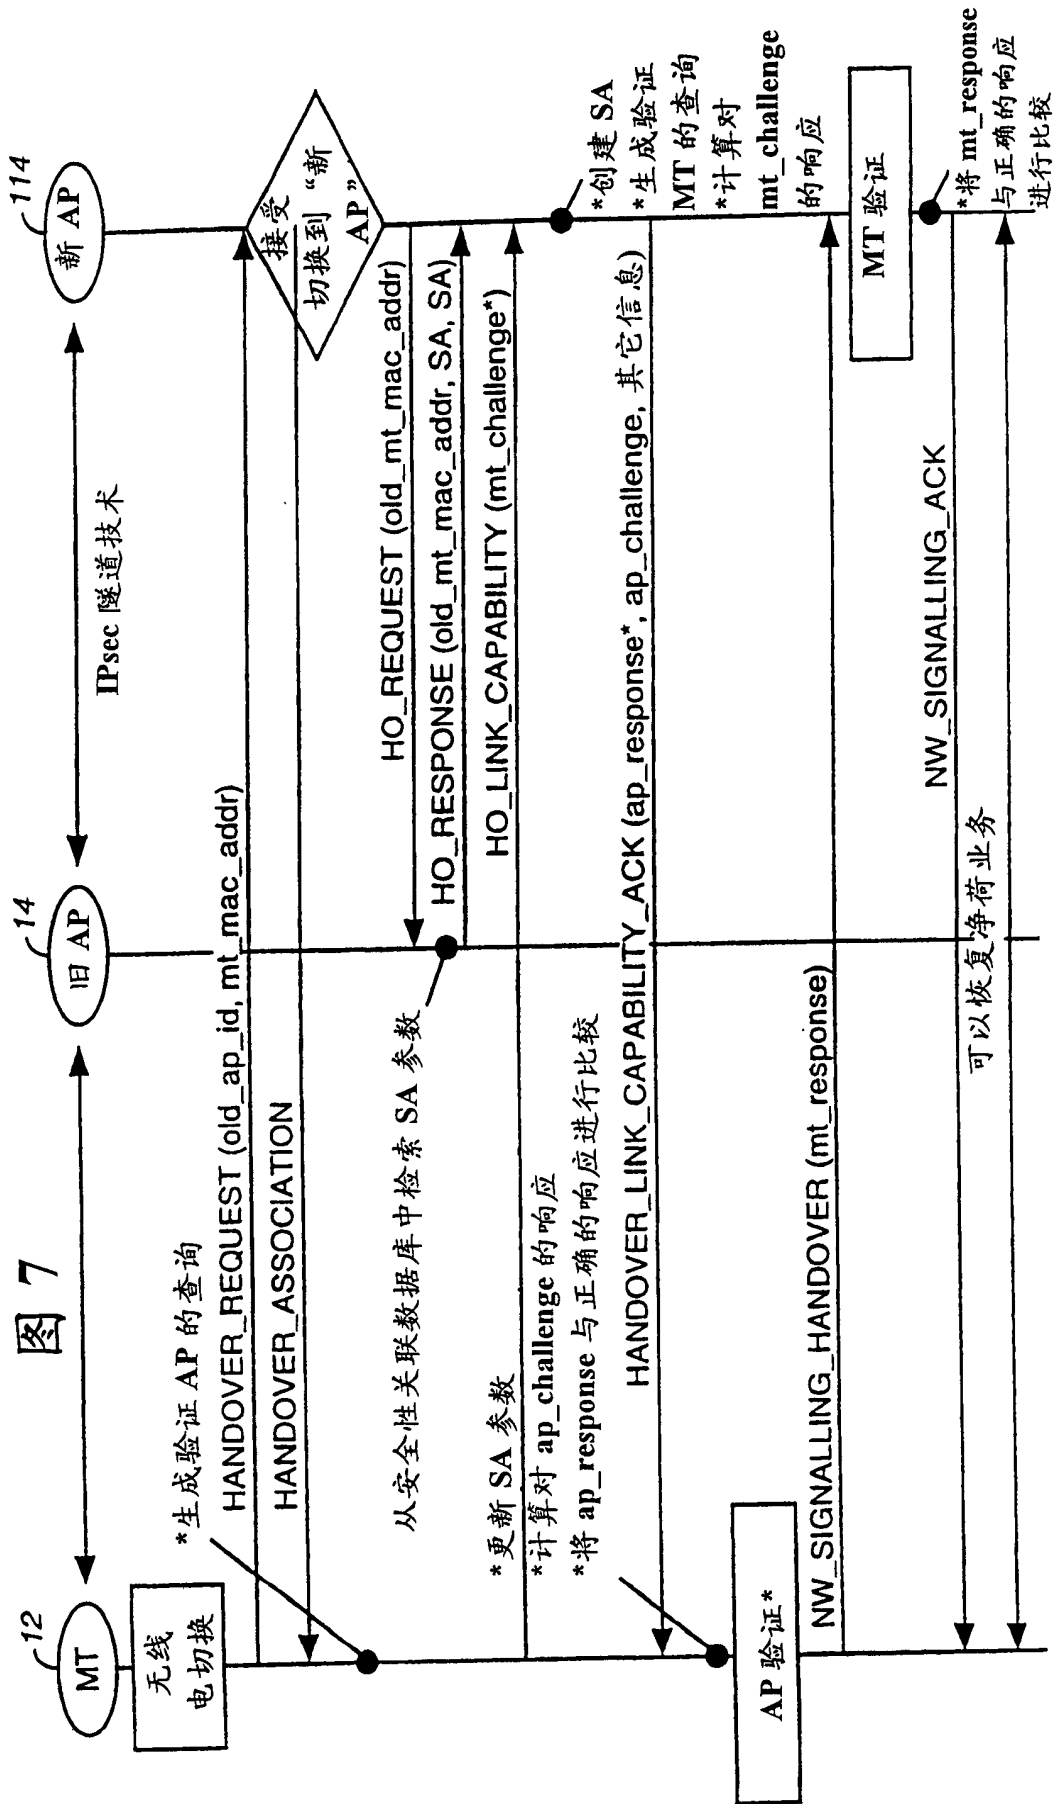 图 7
12
MT
14
旧 AP
114
新 AP
IPsec 隧道技术
无线
电切换
*生成验证 AP 的查询
HANDOVER_REQUEST (old_ap_id, mt_mac_addr)
HANDOVER_ASSOCIATION
接受
切换到 “新
AP”
HO_REQUEST (old_mt_mac_addr)
从安全性关联数据库中检索 SA 参数
HO_RESPONSE (old_mt_mac_addr, SA, SA)
HO_LINK_CAPABILITY (mt_challenge*)
*创建 SA
*生成验证
MT 的查询
*计算对
mt_challenge
的响应
*更新 SA 参数
*计算对 ap_challenge 的响应
*将 ap_response 与正确的响应进行比较
HANDOVER_LINK_CAPABILITY_ACK (ap_response*, ap_challenge, 其它信息)
AP 验证*
NW_SIGNALLING_HANDOVER (mt_response)
MT 验证
*将 mt_response
与正确的响应
进行比较
NW_SIGNALLING_ACK
可以恢复净荷业务